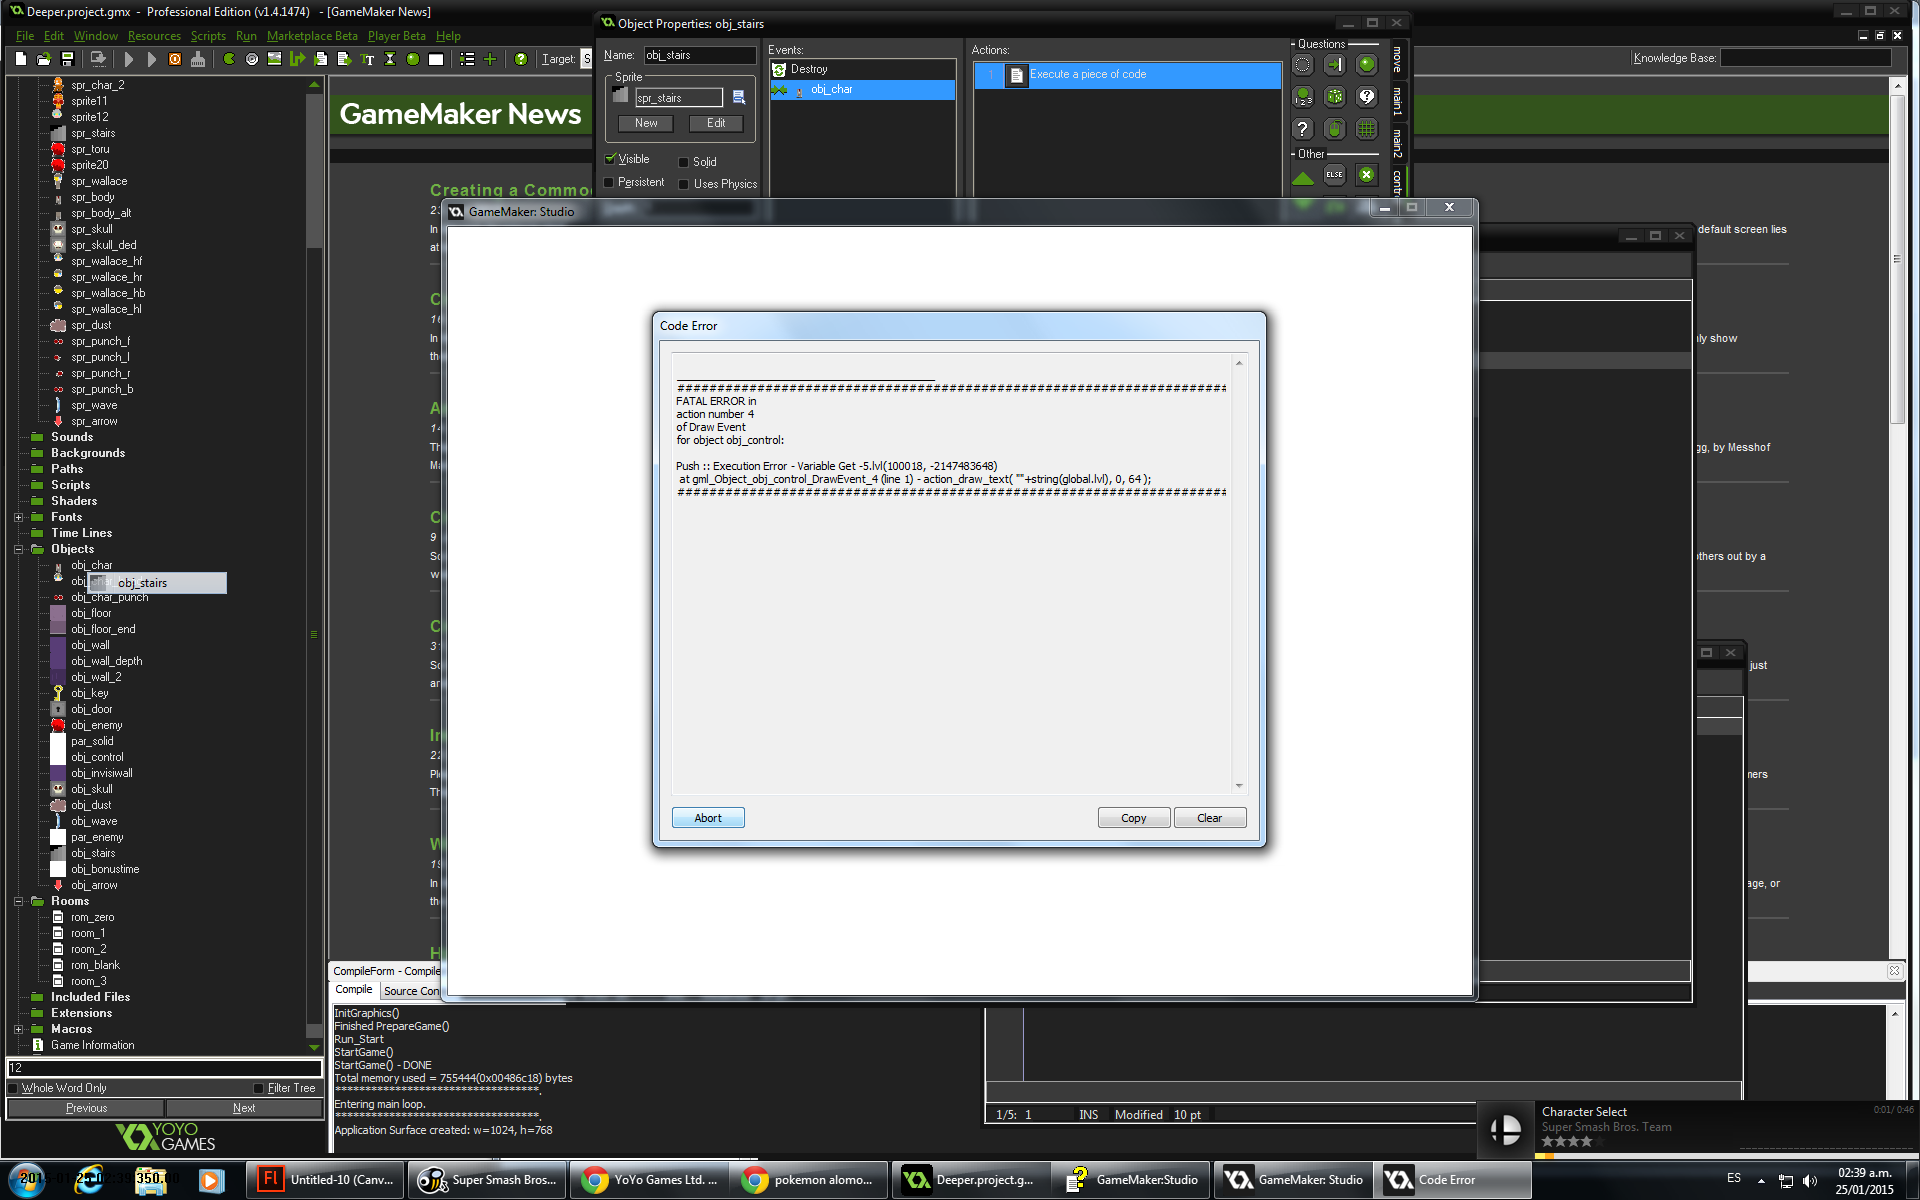 Deeper.project.gmx - Professional Edition (v1.4.1474) - [GameMaker News]
File Edit Window Resources Scripts Run Marketplace Beta Player Beta Help
Target:
Knowledge Base:
spr_char_2
sprite11
sprite12
spr_stairs
spr_toru
sprite20
spr_wallace
spr_body
spr_body_alt
spr_skull
spr_skull_ded
spr_wallace_hf
spr_wallace_hr
spr_wallace_hb
spr_wallace_hl
spr_dust
spr_punch_f
spr_punch_l
spr_punch_r
spr_punch_b
spr_wave
spr_arrow
Sounds
Backgrounds
Paths
Scripts
Shaders
Fonts
Time Lines
Objects
obj_char
obj_stairs
obj_char_punch
obj_floor
obj_floor_end
obj_wall
obj_wall_depth
obj_wall_2
obj_key
obj_door
obj_enemy
par_solid
obj_control
obj_invisiwall
obj_skull
obj_dust
obj_wave
par_enemy
obj_stairs
obj_bonustime
obj_arrow
Rooms
rom_zero
room_1
room_2
rom_blank
room_3
Included Files
Extensions
Macros
Game Information
12
Whole Word Only Filter Tree
Previous Next
YOYO GAMES
GameMaker News
Creating a Commo
Object Properties: obj_stairs
Name: obj_stairs
Sprite
spr_stairs
New Edit
Visible Solid
Persistent Uses Physics
Events:
Destroy
obj_char
Actions:
1 Execute a piece of code
Questions
Other
ELSE
move
main1
main2
contr
default screen lies
nly show
gg, by Messhof
thers out by a
just
mers
age, or
GameMaker: Studio
Code Error
##########################################################################
FATAL ERROR in
action number 4
of Draw Event
for object obj_control:
Push :: Execution Error - Variable Get -5.lvl(100018, -2147483648)
at gml_Object_obj_control_DrawEvent_4 (line 1) - action_draw_text( ""+string(global.lvl), 0, 64 );
##########################################################################
Abort Copy Clear
CompileForm - Compile
Compile Source Con
InitGraphics()
Finished PrepareGame()
Run_Start
StartGame()
StartGame() - DONE
Total memory used = 755444(0x00486c18) bytes
***********************************.
Entering main loop.
***********************************.
Application Surface created: w=1024, h=768
1/5: 1 INS Modified 10 pt
Character Select
Super Smash Bros. Team
0:01 / 0:46
2015-01-25 02:39:350.00
Untitled-10 (Canv...
Super Smash Bros...
YoYo Games Ltd. ...
pokemon alomo...
Deeper.project.g...
GameMaker:Studio
GameMaker: Studio
Code Error
ES
02:39 a.m.
25/01/2015